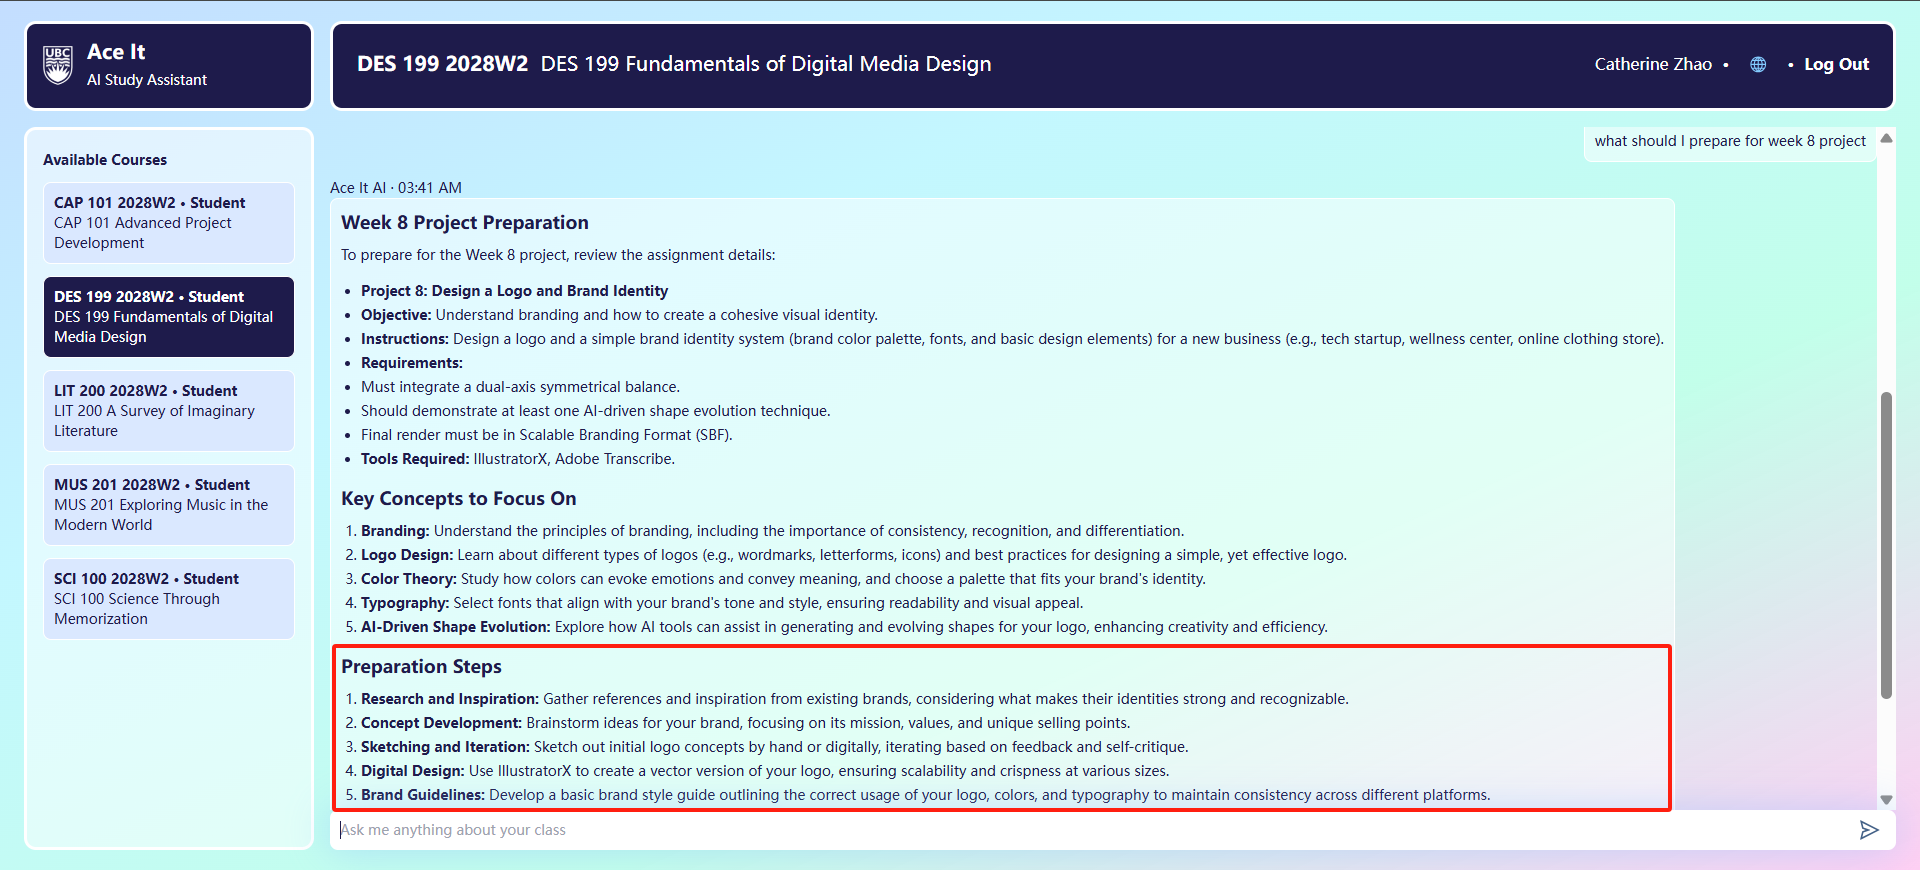 UBC
Ace It
AI Study Assistant
DES 199 2028W2 DES 199 Fundamentals of Digital Media Design
Catherine Zhao • • Log Out
Available Courses
CAP 101 2028W2 • Student
CAP 101 Advanced Project
Development
DES 199 2028W2 • Student
DES 199 Fundamentals of Digital
Media Design
LIT 200 2028W2 • Student
LIT 200 A Survey of Imaginary
Literature
MUS 201 2028W2 • Student
MUS 201 Exploring Music in the
Modern World
SCI 100 2028W2 • Student
SCI 100 Science Through
Memorization
what should I prepare for week 8 project
Ace It AI · 03:41 AM
Week 8 Project Preparation
To prepare for the Week 8 project, review the assignment details:
• Project 8: Design a Logo and Brand Identity
• Objective: Understand branding and how to create a cohesive visual identity.
• Instructions: Design a logo and a simple brand identity system (brand color palette, fonts, and basic design elements) for a new business (e.g., tech startup, wellness center, online clothing store).
• Requirements:
• Must integrate a dual-axis symmetrical balance.
• Should demonstrate at least one AI-driven shape evolution technique.
• Final render must be in Scalable Branding Format (SBF).
• Tools Required: IllustratorX, Adobe Transcribe.
Key Concepts to Focus On
1. Branding: Understand the principles of branding, including the importance of consistency, recognition, and differentiation.
2. Logo Design: Learn about different types of logos (e.g., wordmarks, letterforms, icons) and best practices for designing a simple, yet effective logo.
3. Color Theory: Study how colors can evoke emotions and convey meaning, and choose a palette that fits your brand's identity.
4. Typography: Select fonts that align with your brand's tone and style, ensuring readability and visual appeal.
5. AI-Driven Shape Evolution: Explore how AI tools can assist in generating and evolving shapes for your logo, enhancing creativity and efficiency.
Preparation Steps
1. Research and Inspiration: Gather references and inspiration from existing brands, considering what makes their identities strong and recognizable.
2. Concept Development: Brainstorm ideas for your brand, focusing on its mission, values, and unique selling points.
3. Sketching and Iteration: Sketch out initial logo concepts by hand or digitally, iterating based on feedback and self-critique.
4. Digital Design: Use IllustratorX to create a vector version of your logo, ensuring scalability and crispness at various sizes.
5. Brand Guidelines: Develop a basic brand style guide outlining the correct usage of your logo, colors, and typography to maintain consistency across different platforms.
Ask me anything about your class